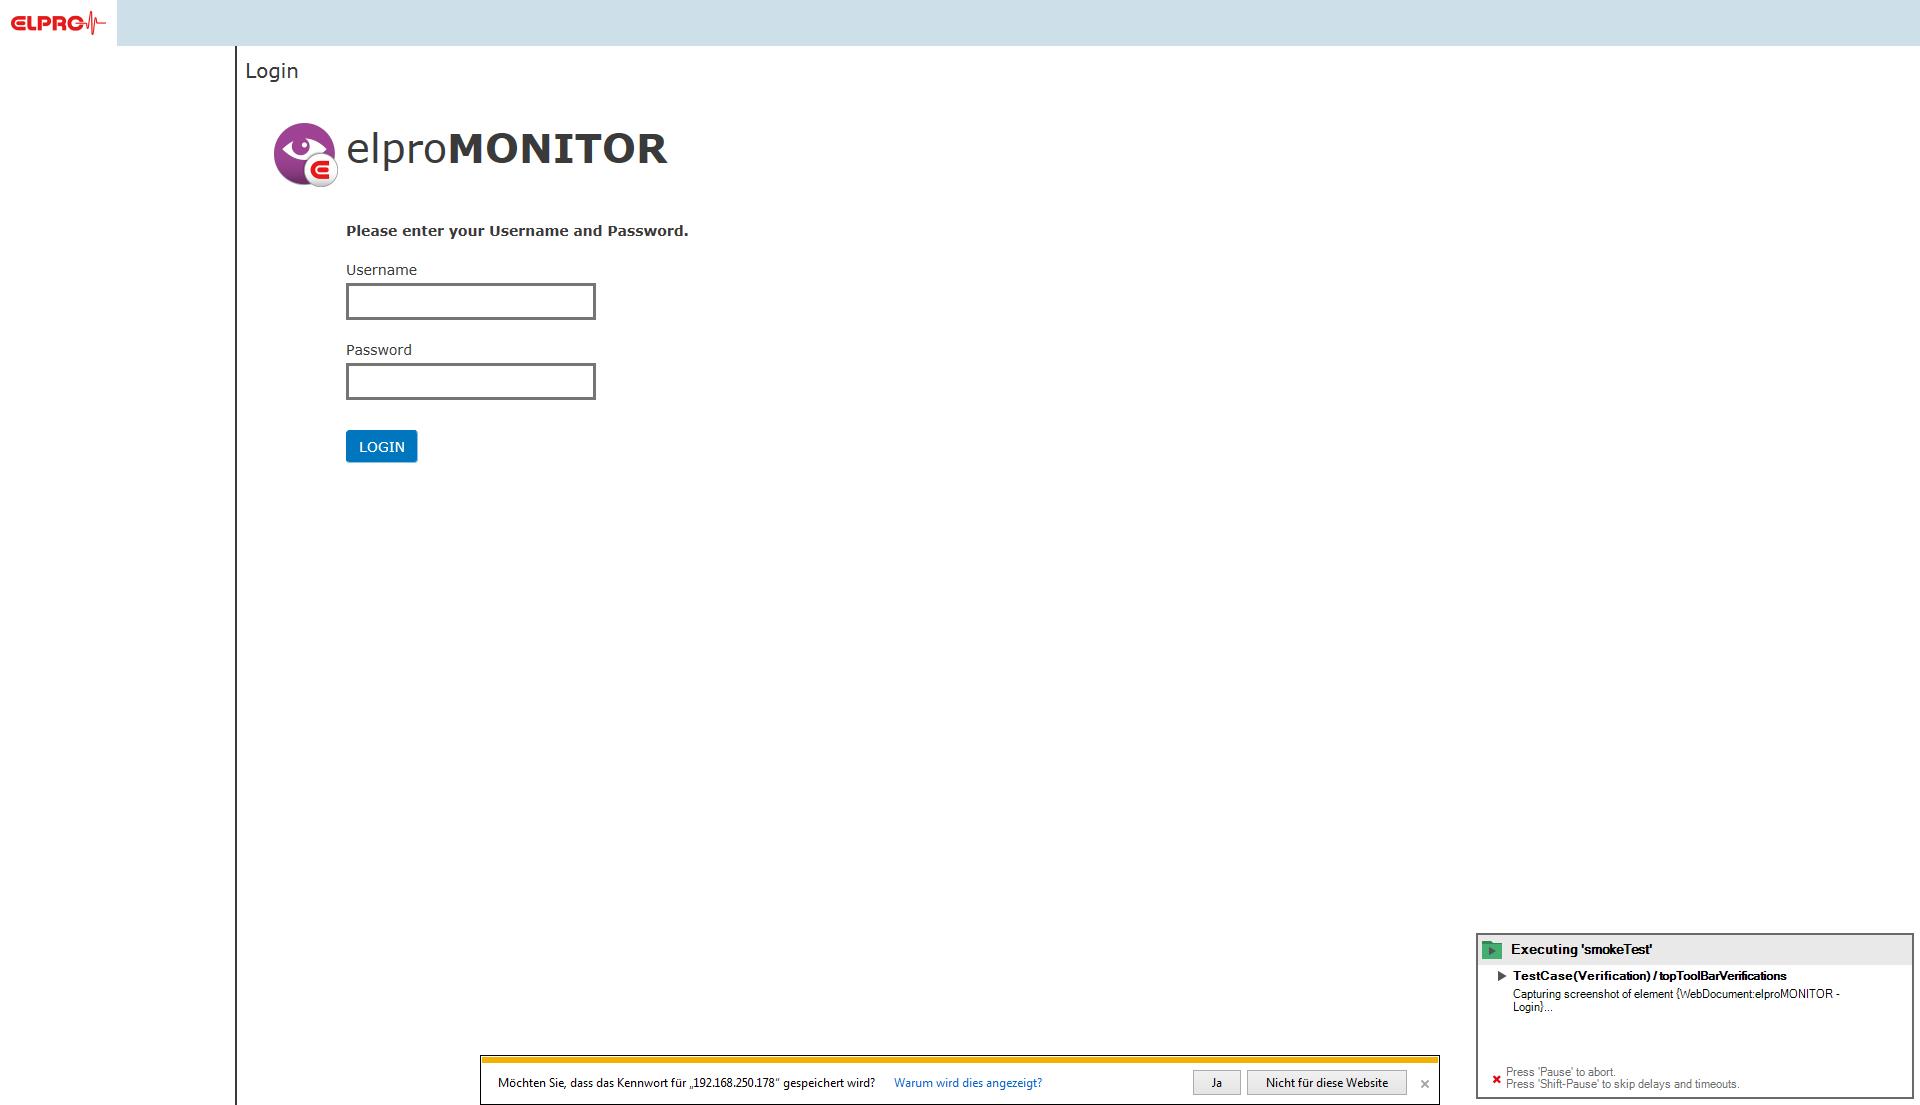 ELPRO
Login
elproMONITOR
Please enter your Username and Password.
Username
Password
LOGIN
Executing 'smokeTest'
TestCase(Verification) / topToolBarVerifications
Capturing screenshot of element {WebDocument:elproMONITOR -
Login}...
Press 'Pause' to abort.
Press 'Shift-Pause' to skip delays and timeouts.
Möchten Sie, dass das Kennwort für „192.168.250.178“ gespeichert wird? Warum wird dies angezeigt? Ja Nicht für diese Website